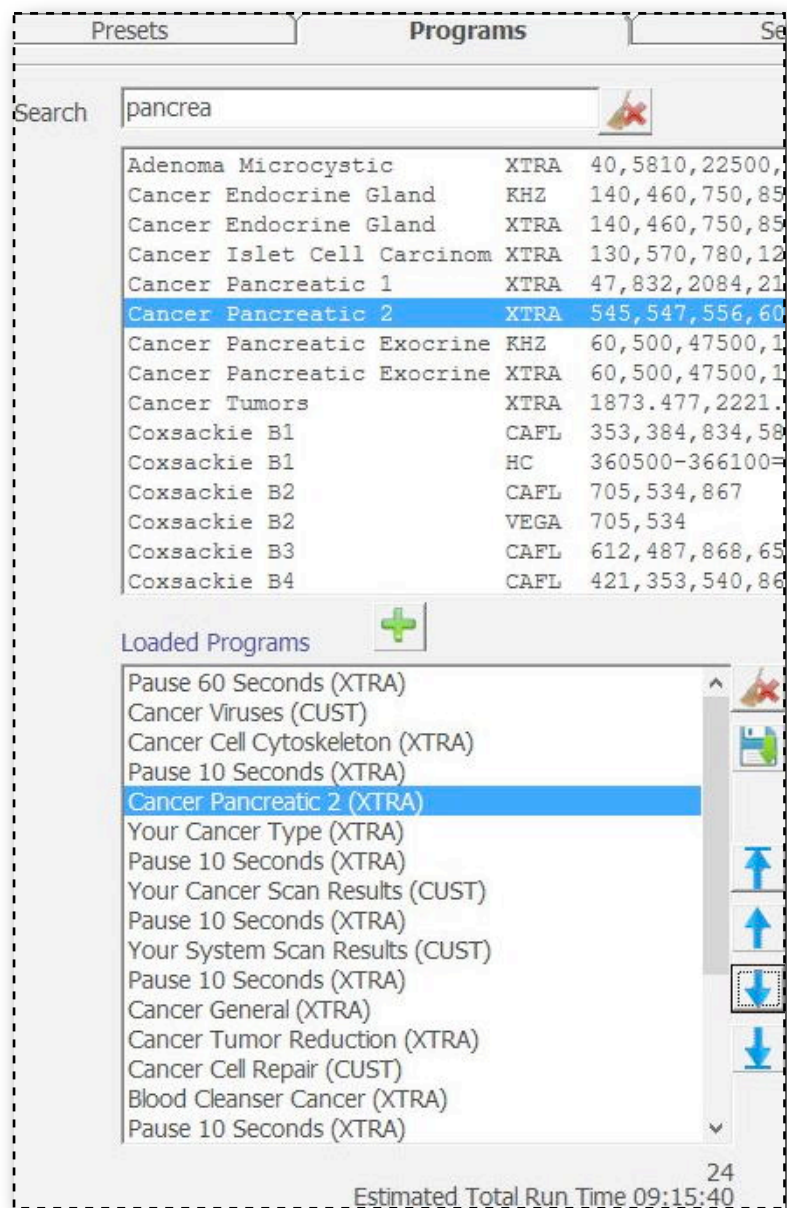 Presets Programs Se
Search pancrea
Adenoma Microcystic XTRA 40,5810,22500,
Cancer Endocrine Gland KHZ 140,460,750,85
Cancer Endocrine Gland XTRA 140,460,750,85
Cancer Islet Cell Carcinom XTRA 130,570,780,12
Cancer Pancreatic 1 XTRA 47,832,2084,21
Cancer Pancreatic 2 XTRA 545,547,556,60
Cancer Pancreatic Exocrine KHZ 60,500,47500,1
Cancer Pancreatic Exocrine XTRA 60,500,47500,1
Cancer Tumors XTRA 1873.477,2221.
Coxsackie B1 CAFL 353,384,834,58
Coxsackie B1 HC 360500-366100=
Coxsackie B2 CAFL 705,534,867
Coxsackie B2 VEGA 705,534
Coxsackie B3 CAFL 612,487,868,65
Coxsackie B4 CAFL 421,353,540,86
Loaded Programs
Pause 60 Seconds (XTRA)
Cancer Viruses (CUST)
Cancer Cell Cytoskeleton (XTRA)
Pause 10 Seconds (XTRA)
Cancer Pancreatic 2 (XTRA)
Your Cancer Type (XTRA)
Pause 10 Seconds (XTRA)
Your Cancer Scan Results (CUST)
Pause 10 Seconds (XTRA)
Your System Scan Results (CUST)
Pause 10 Seconds (XTRA)
Cancer General (XTRA)
Cancer Tumor Reduction (XTRA)
Cancer Cell Repair (CUST)
Blood Cleanser Cancer (XTRA)
Pause 10 Seconds (XTRA)
24
Estimated Total Run Time 09:15:40